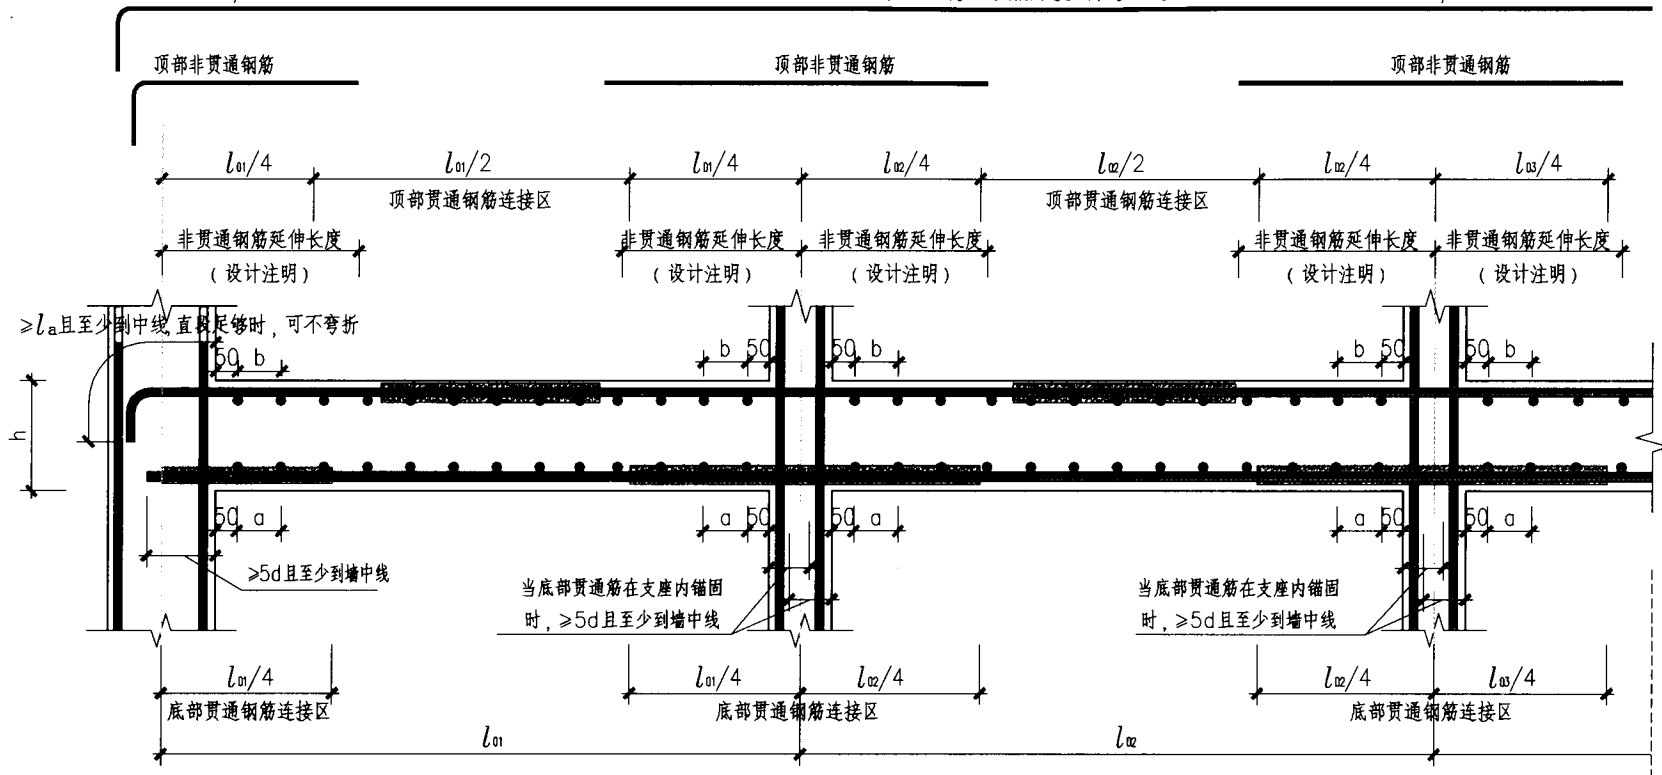 顶部非贯通钢筋 顶部非贯通钢筋 顶部非贯通钢筋
l01/4 l01/2 l01/4 l02/4 l02/2 l02/4 l03/4
顶部贯通钢筋连接区 顶部贯通钢筋连接区
非贯通钢筋延伸长度 非贯通钢筋延伸长度 非贯通钢筋延伸长度 非贯通钢筋延伸长度 非贯通钢筋延伸长度
(设计注明) (设计注明) (设计注明) (设计注明) (设计注明)
≥la且至少到中线,直段足够时,可不弯折
50 b b 50 50 b b 50 50 b
h
50 a a 50 50 a a 50 50 a
≥5d且至少到墙中线
当底部贯通筋在支座内锚固 当底部贯通筋在支座内锚固
时,≥5d且至少到墙中线 时,≥5d且至少到墙中线
l01/4 l01/4 l02/4 l02/4 l03/4
底部贯通钢筋连接区 底部贯通钢筋连接区 底部贯通钢筋连接区
l01 l02